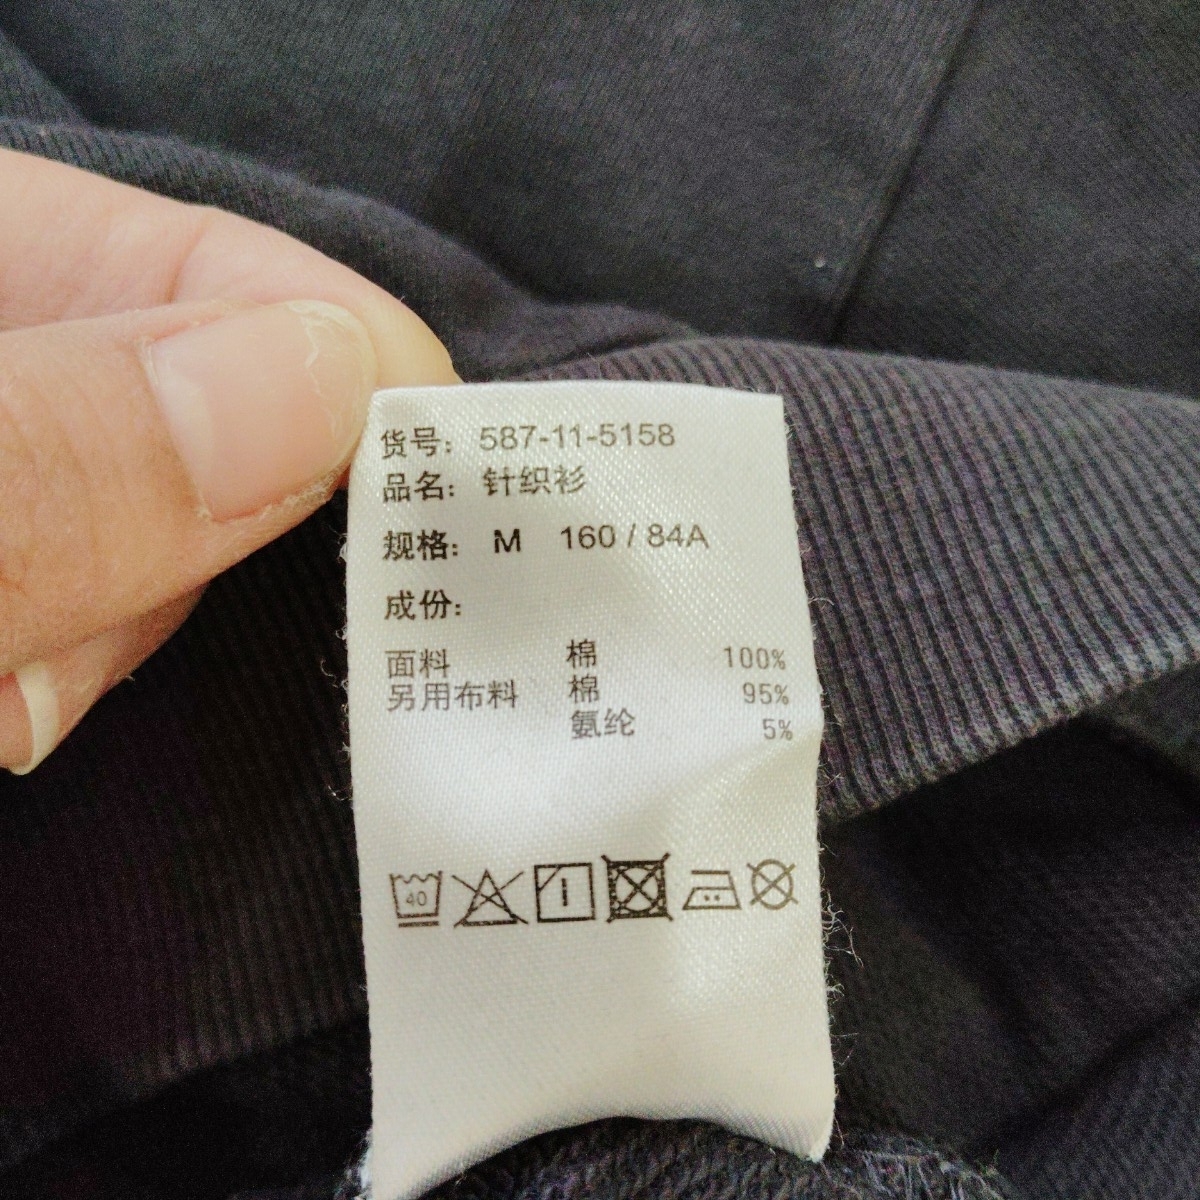 货号： 587-11-5158
品名： 针织衫
规格： M 160 / 84A
成份：
面料 棉 100%
另用布料 棉 95%
氨纶 5%
40